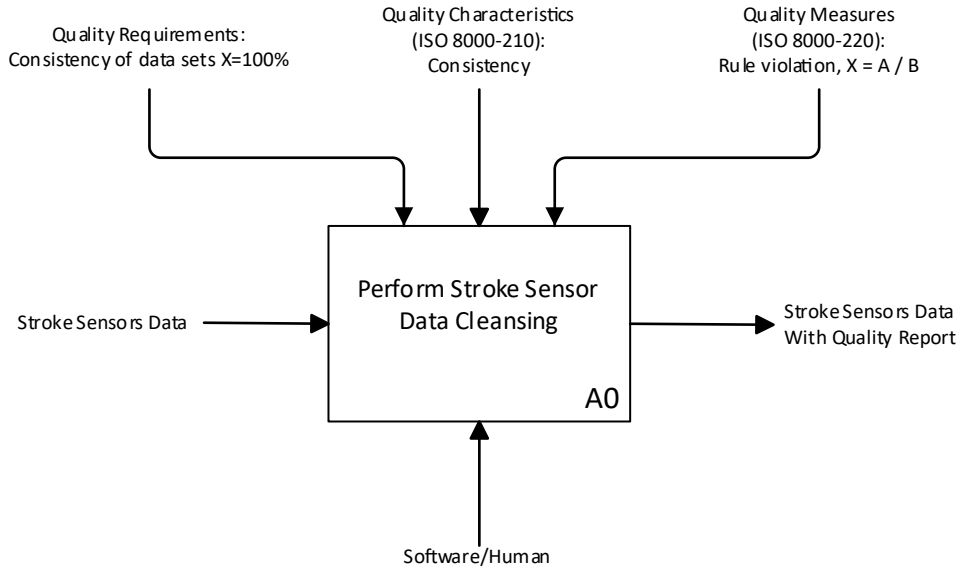 Quality Requirements:
Consistency of data sets X=100%
Quality Characteristics
(ISO 8000-210):
Consistency
Quality Measures
(ISO 8000-220):
Rule violation, X = A / B
Stroke Sensors Data
Perform Stroke Sensor
Data Cleansing
A0
Stroke Sensors Data
With Quality Report
Software/Human